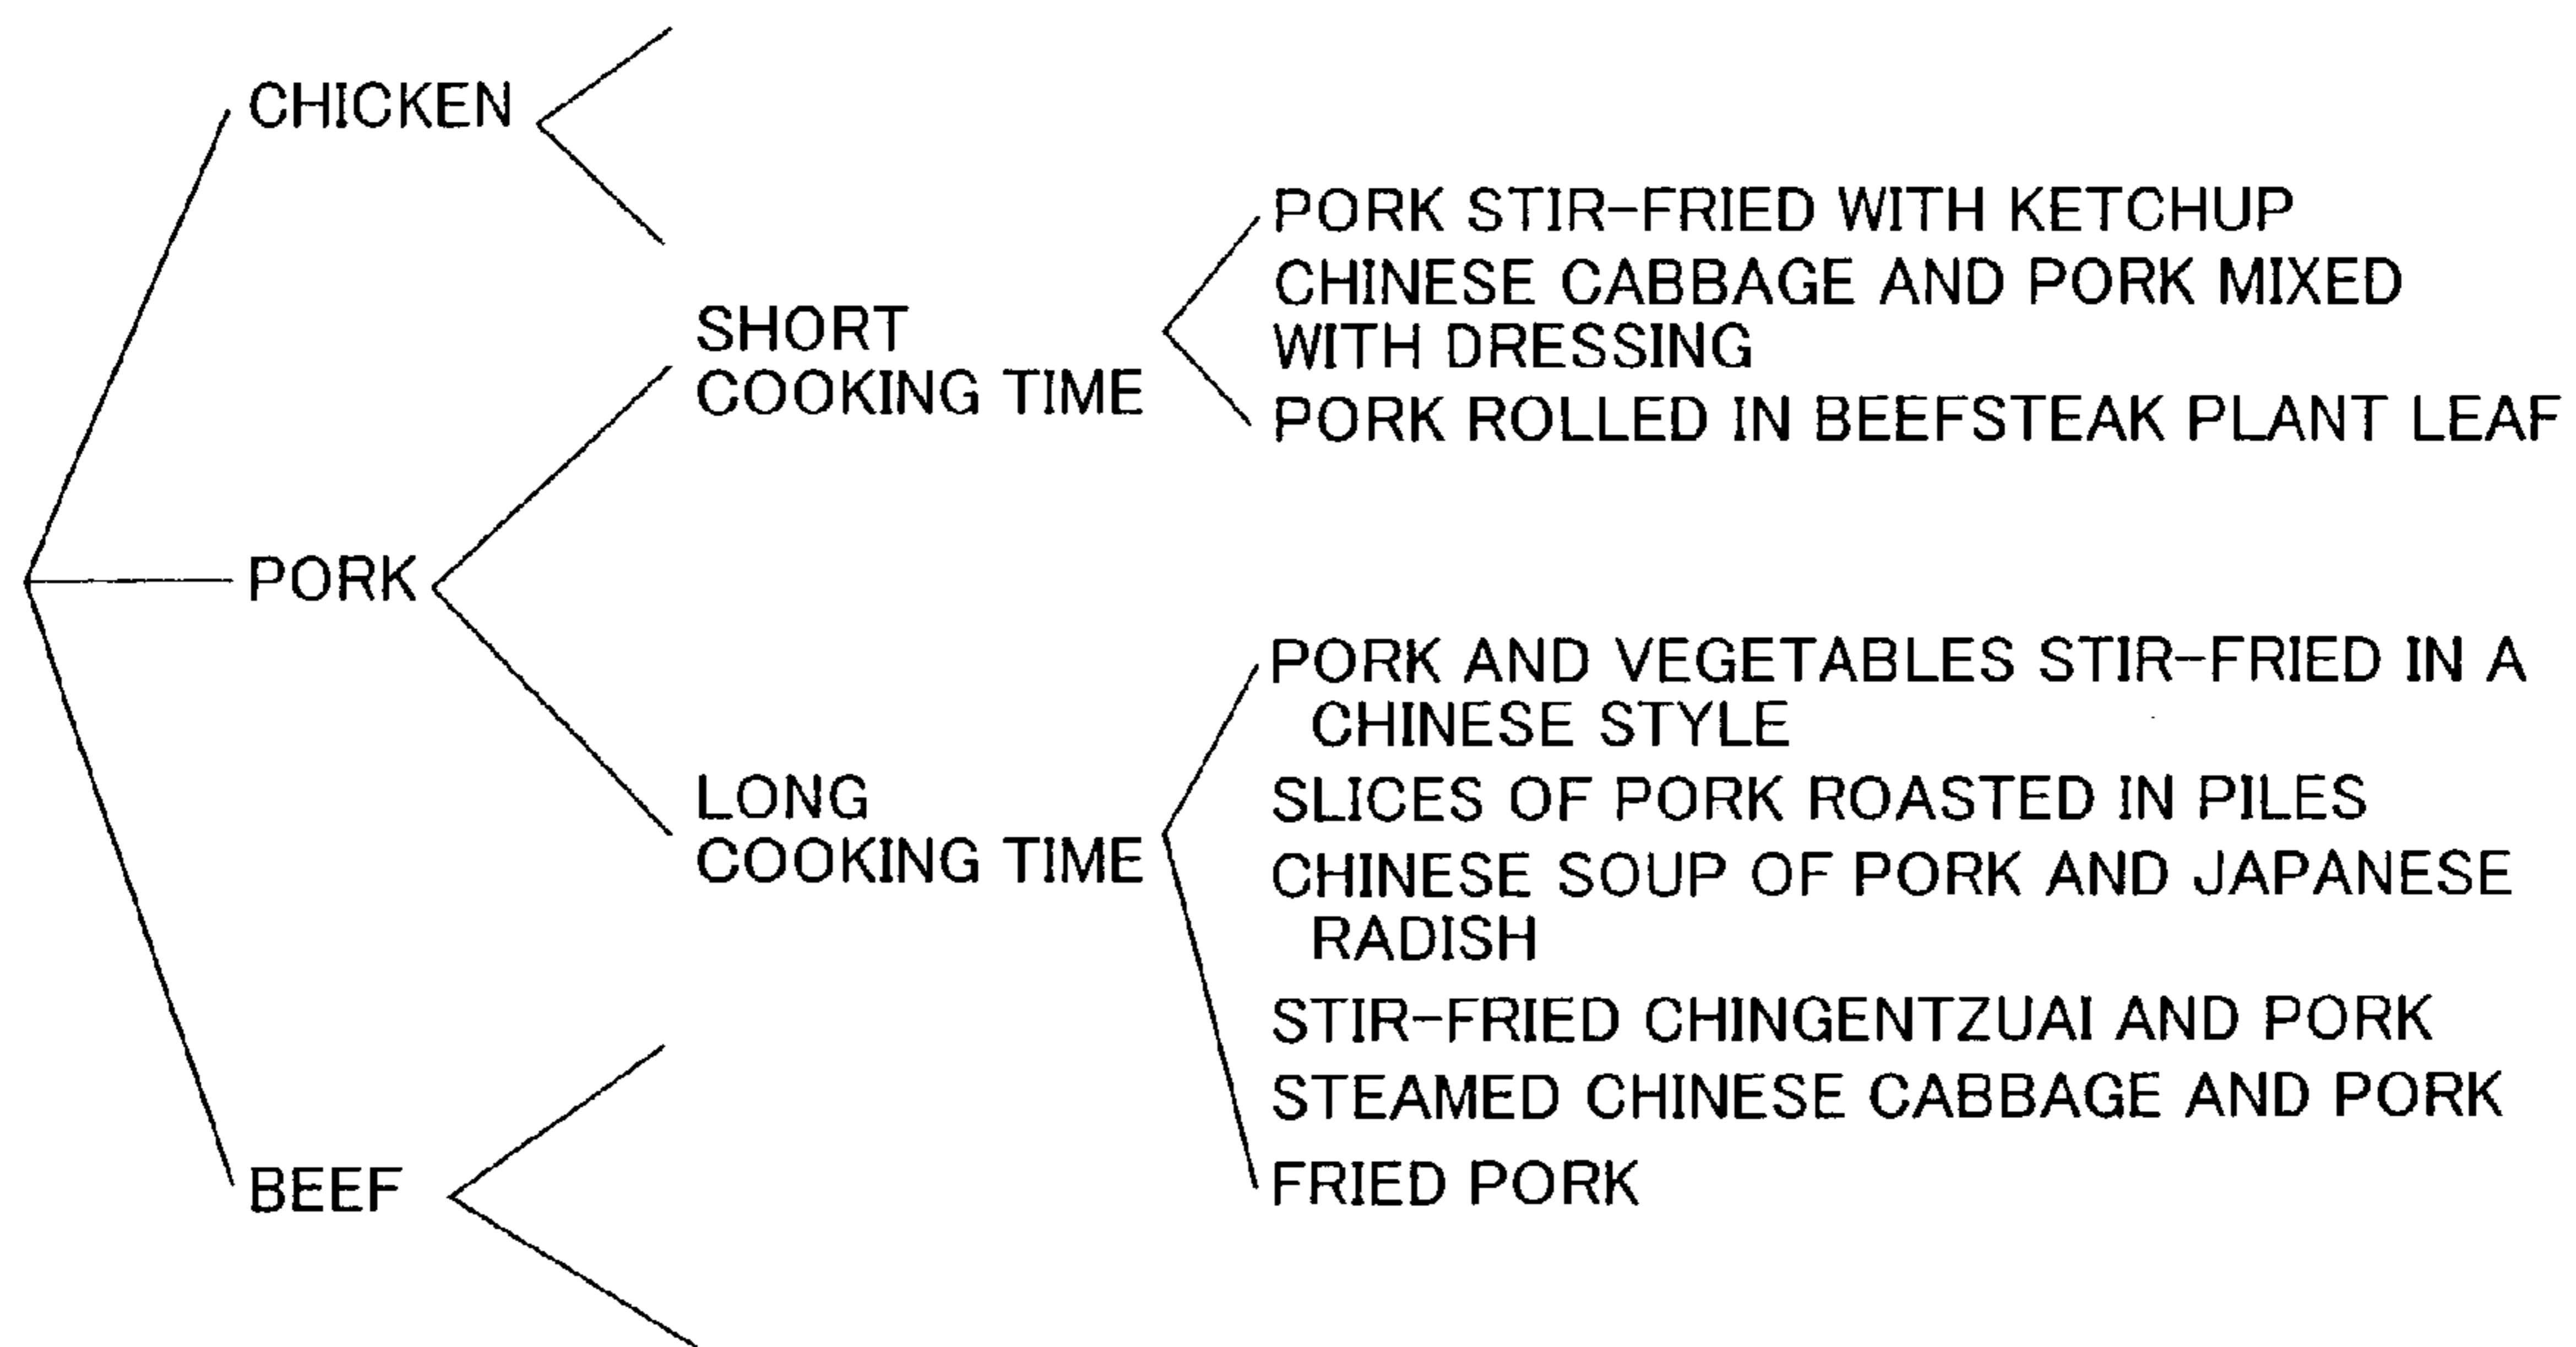 CHICKEN
PORK STIR-FRIED WITH KETCHUP
CHINESE CABBAGE AND PORK MIXED
WITH DRESSING
PORK ROLLED IN BEEFSTEAK PLANT LEAF
SHORT
COOKING TIME
PORK
PORK AND VEGETABLES STIR-FRIED IN A
CHINESE STYLE
SLICES OF PORK ROASTED IN PILES
CHINESE SOUP OF PORK AND JAPANESE
RADISH
STIR-FRIED CHINGENTZUAI AND PORK
STEAMED CHINESE CABBAGE AND PORK
FRIED PORK
LONG
COOKING TIME
BEEF